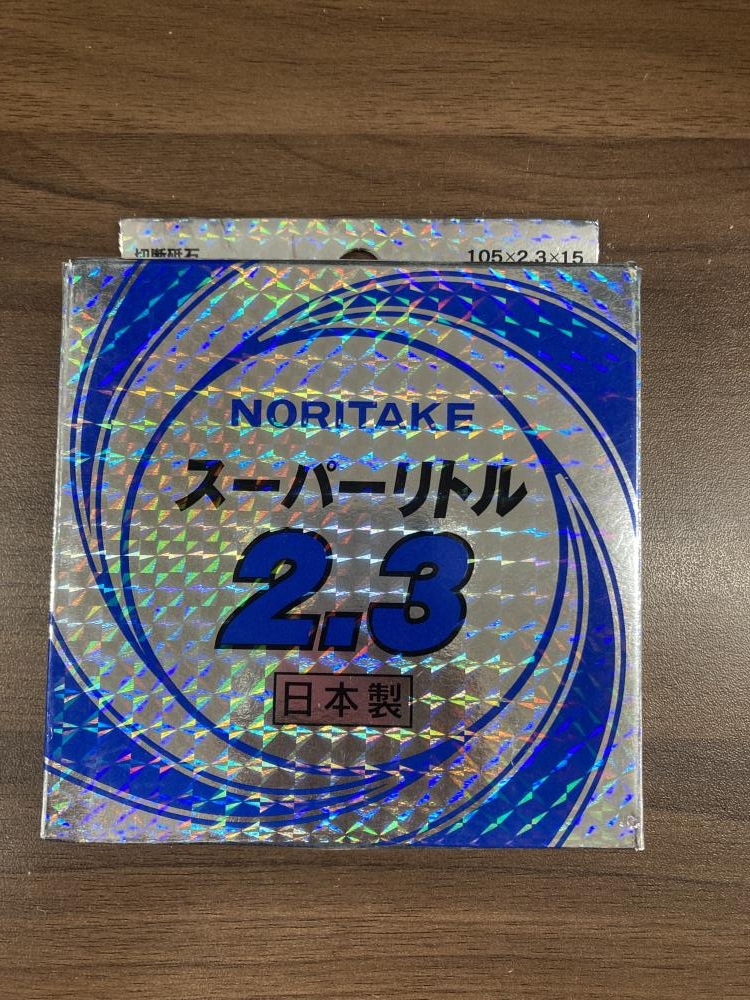 切断砥石
105×2.3×15
NORITAKE
スーパーリトル
2.3
日本製